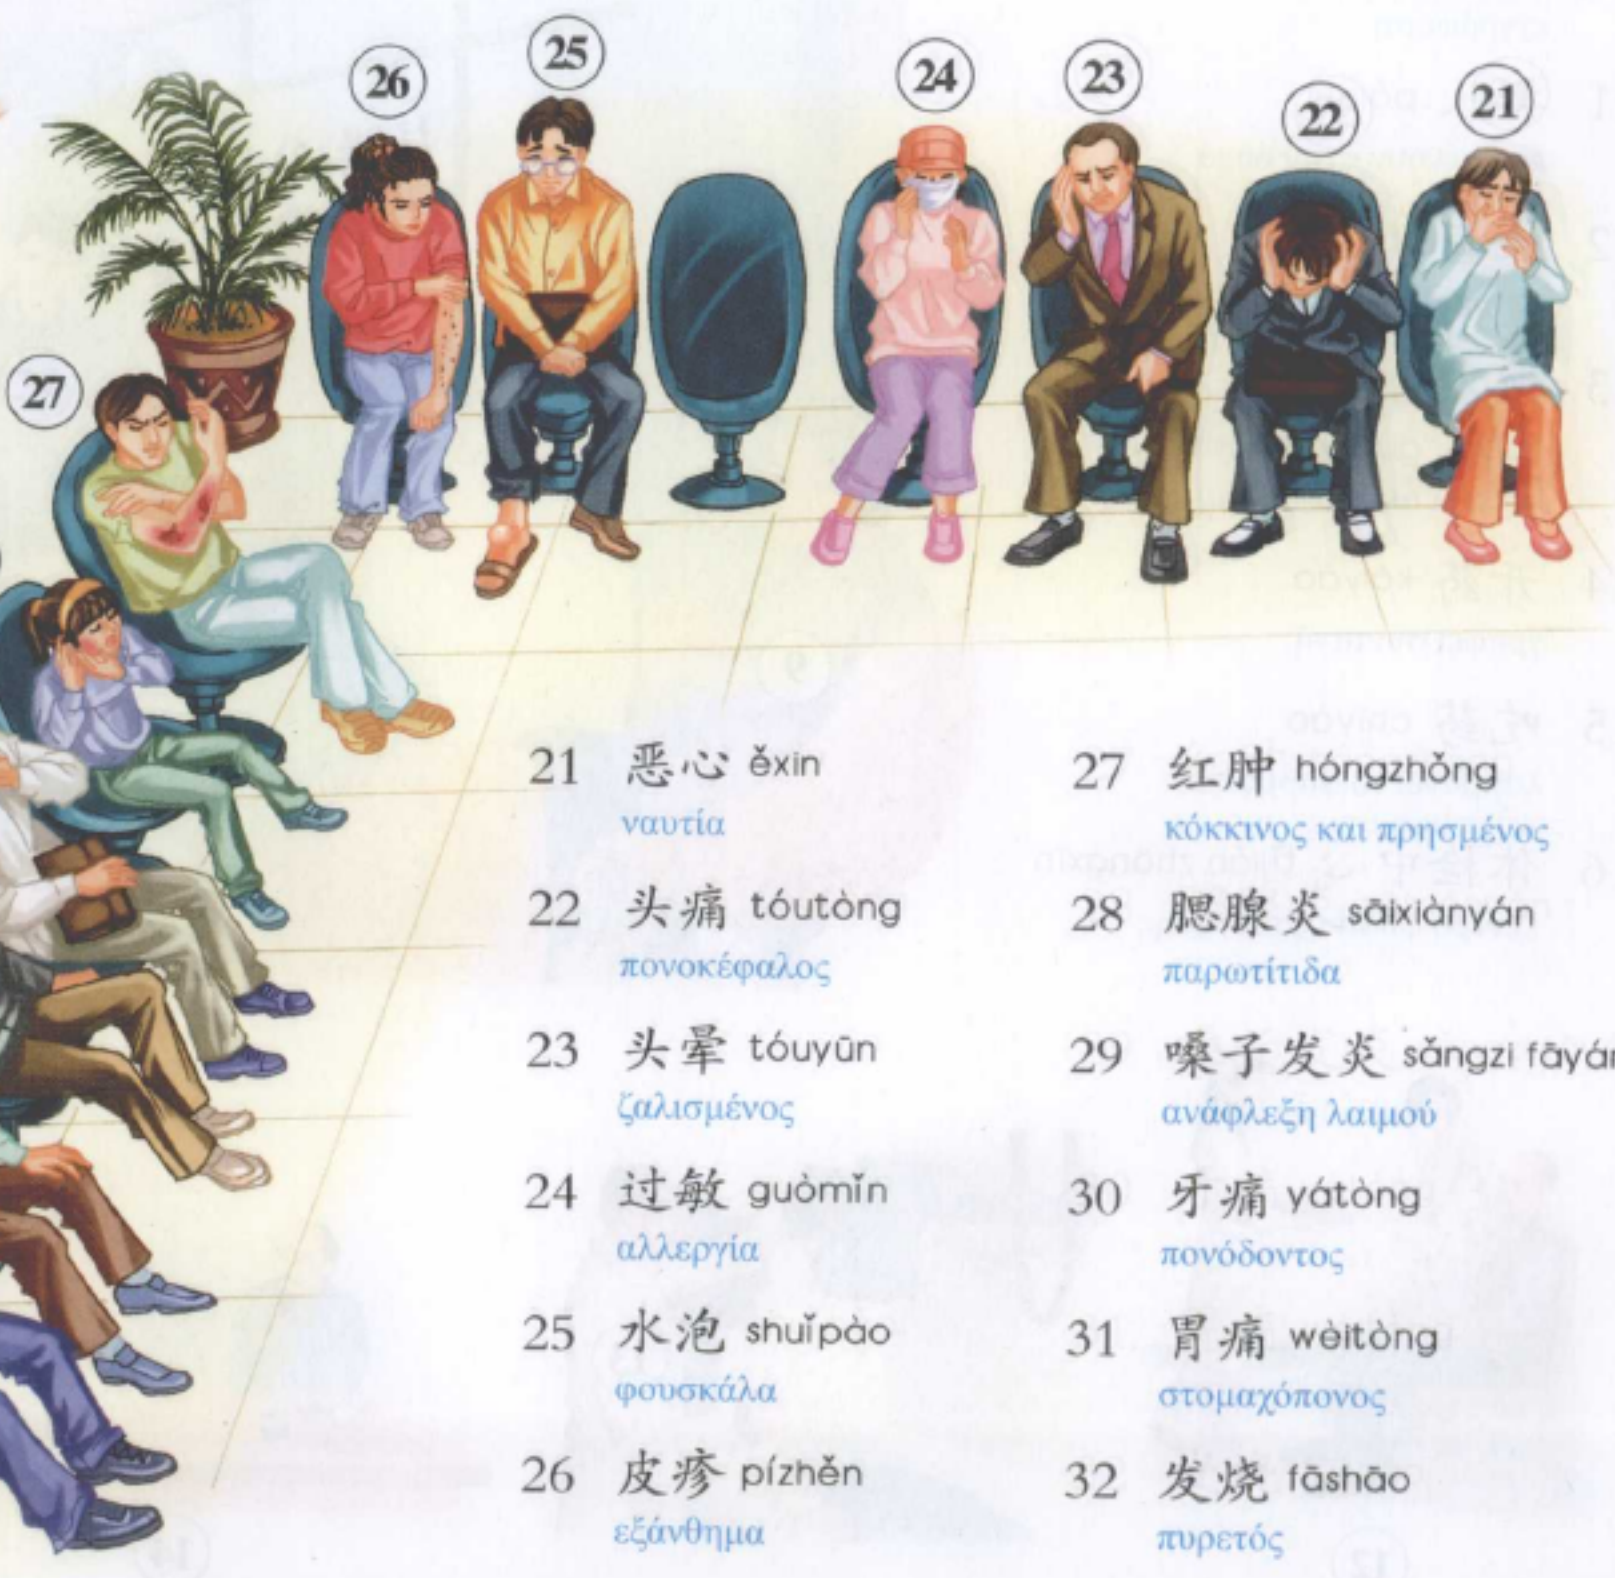 26
25
24
23
22
21
27
21 恶心 ěxin
ναυτία
22 头痛 tóutòng
πονοκέφαλος
23 头晕 tóuyūn
ζαλισμένος
24 过敏 guòmǐn
αλλεργία
25 水泡 shuǐpào
φουσκάλα
26 皮疹 pízhěn
εξάνθημα
27 红肿 hóngzhǒng
κόκκινος και πρησμένος
28 腮腺炎 sāixiànyán
παρωτίτιδα
29 嗓子发炎 sǎngzi fāyán
ανάφλεξη λαιμού
30 牙痛 yátòng
πονόδοντος
31 胃痛 wèitòng
στομαχόπονος
32 发烧 fāshāo
πυρετός